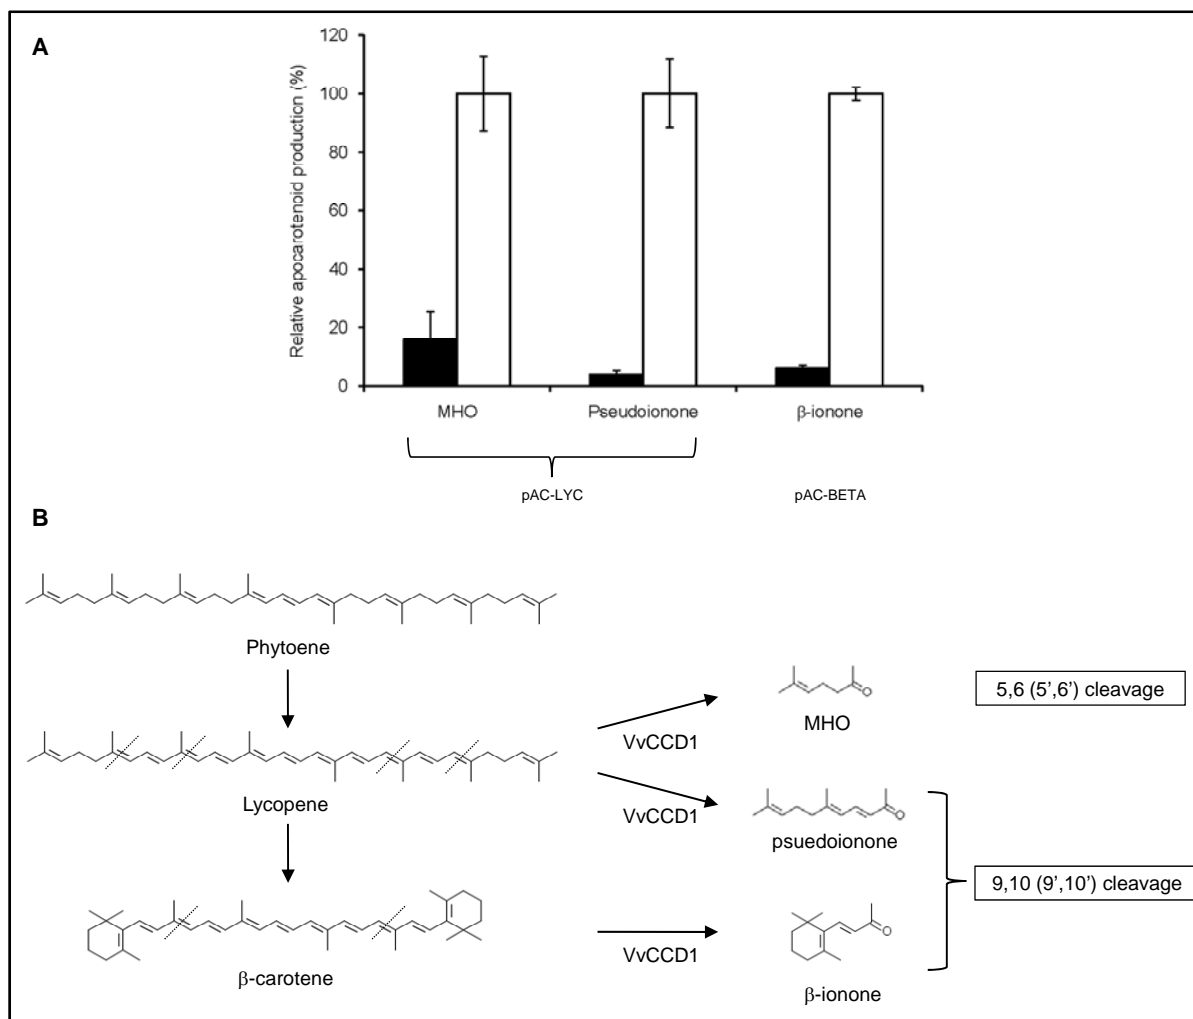 A
Relative apocarotenoid production (%)
120
100
80
60
40
20
0
MHO Pseudoionone β-ionone
pAC-LYC pAC-BETA
B
Phytoene
5,6 (5',6') cleavage
MHO
VvCCD1
Lycopene
VvCCD1
psuedoionone
9,10 (9',10') cleavage
VvCCD1
β-carotene
β-ionone
O
O
O